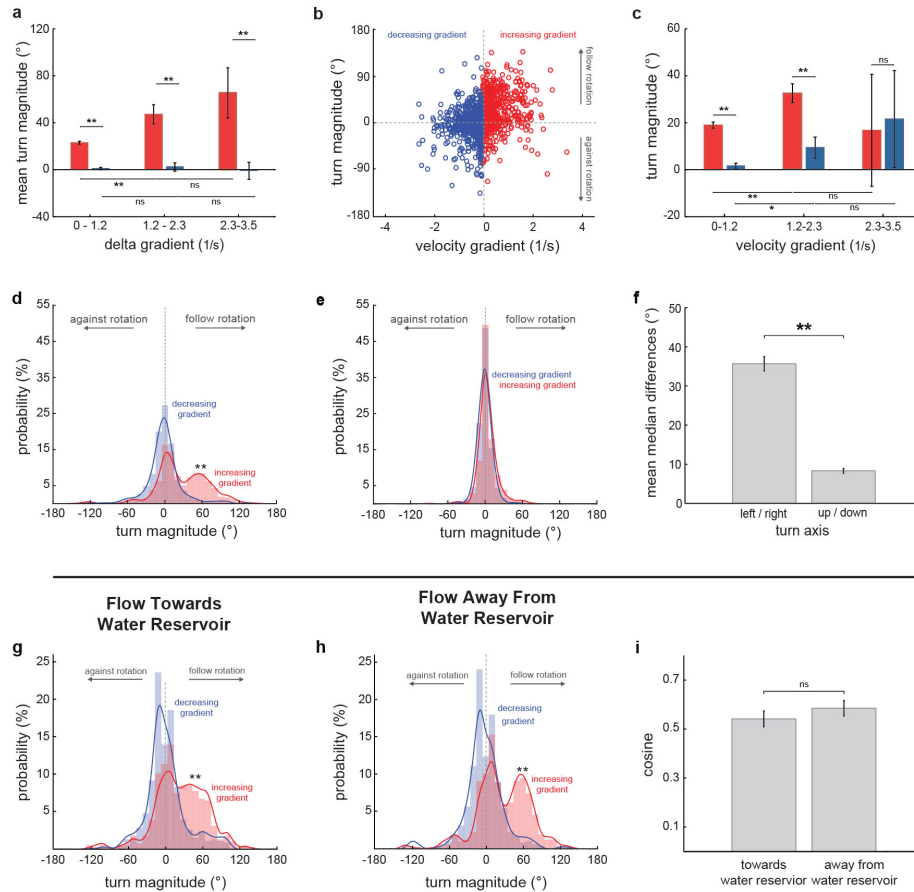 a
mean turn magnitude (°)
120
80
40
0
-40
**
**
**
**
ns
ns
ns
0 - 1.2
1.2 - 2.3
2.3-3.5
delta gradient (1/s)
b
turn magnitude (°)
180
90
0
-90
-180
decreasing gradient
increasing gradient
follow rotation
against rotation
-4
-2
0
2
4
velocity gradient (1/s)
c
turn magnitude (°)
60
40
20
0
-20
**
**
ns
**
ns
*
ns
0-1.2
1.2-2.3
2.3-3.5
velocity gradient (1/s)
d
probability (%)
55
45
35
25
15
5
against rotation
follow rotation
decreasing
gradient
**
increasing
gradient
-180
-120
-60
0
60
120
180
turn magnitude (°)
e
probability (%)
55
45
35
25
15
5
against rotation
follow rotation
decreasing gradient
increasing gradient
-180
-120
-60
0
60
120
180
turn magnitude (°)
f
mean median differences (°)
50
40
30
20
10
0
**
left / right
up / down
turn axis
Flow Towards
Water Reservoir
Flow Away From
Water Reservoir
g
probability (%)
25
20
15
10
5
against rotation
follow rotation
decreasing
gradient
**
increasing
gradient
-180
-120
-60
0
60
120
180
turn magnitude (°)
h
probability (%)
25
20
15
10
5
against rotation
follow rotation
decreasing
gradient
**
increasing
gradient
-180
-120
-60
0
60
120
180
turn magnitude (°)
i
cosine
0.7
0.5
0.3
0.1
ns
towards
water reservior
away from
water reservoir